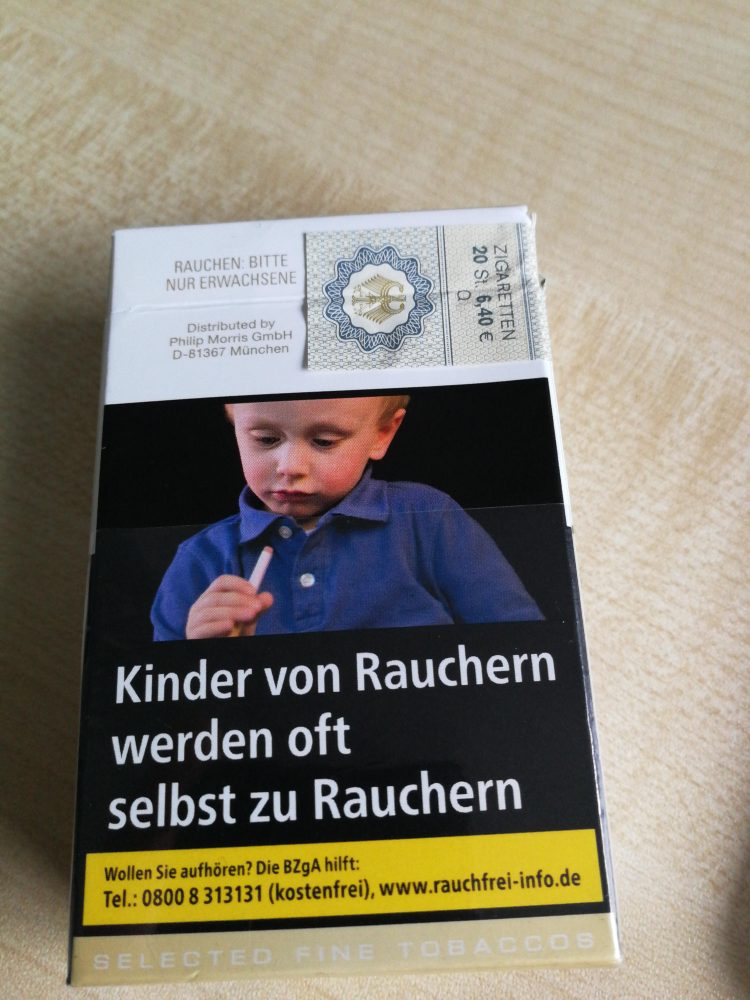 RAUCHEN: BITTE
NUR ERWACHSENE
Distributed by
Philip Morris GmbH
D-81367 München
ZIGARETTEN
20 St. 6,40 €
Q
Kinder von Rauchern
werden oft
selbst zu Rauchern
Wollen Sie aufhören? Die BZgA hilft:
Tel.: 0800 8 313131 (kostenfrei), www.rauchfrei-info.de
SELECTED FINE TOBACCOS